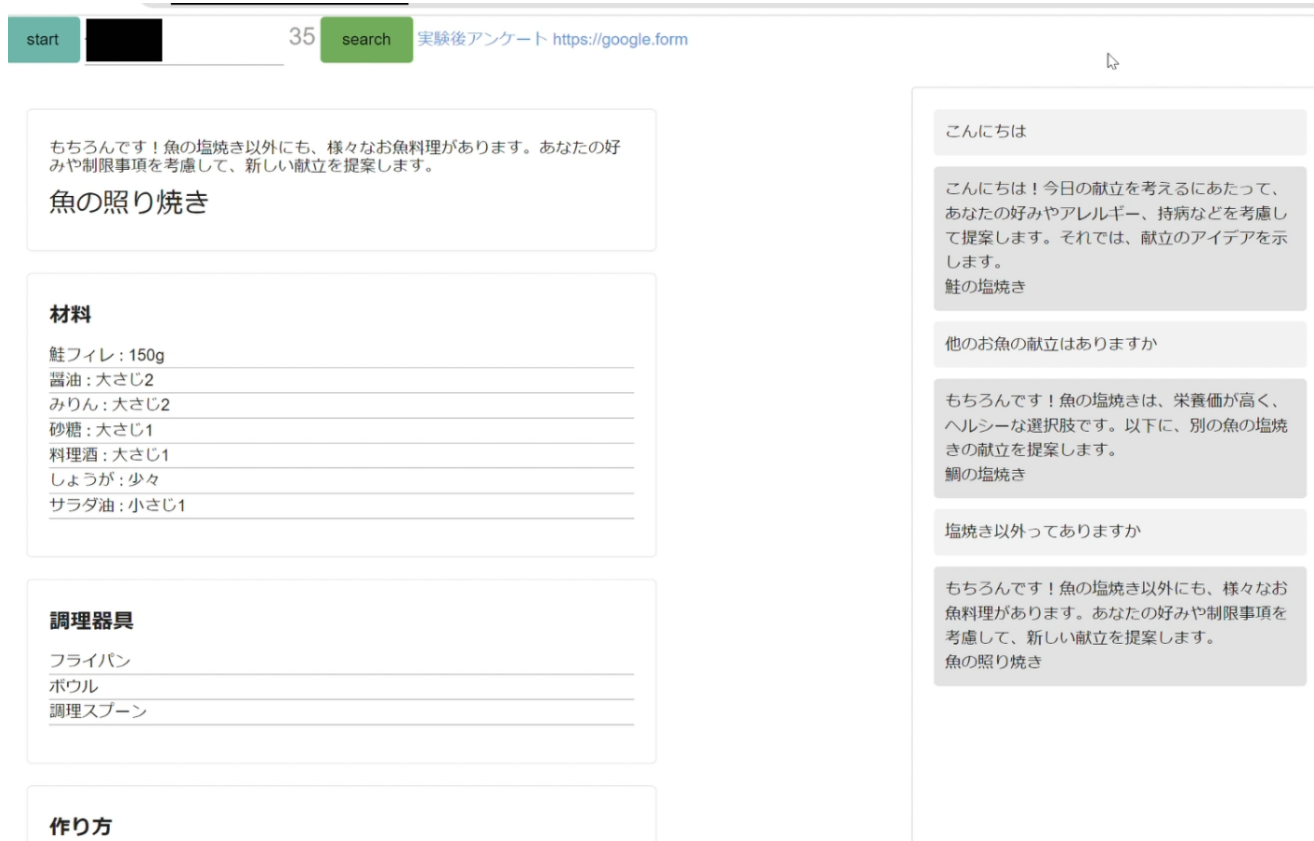 start
35
search
実験後アンケート https://google.form
もちろんです！魚の塩焼き以外にも、様々なお魚料理があります。あなたの好
みや制限事項を考慮して、新しい献立を提案します。
魚の照り焼き
材料
鮭フィレ : 150g
醤油 : 大さじ2
みりん : 大さじ2
砂糖 : 大さじ1
料理酒 : 大さじ1
しょうが : 少々
サラダ油 : 小さじ1
調理器具
フライパン
ボウル
調理スプーン
作り方
こんにちは
こんにちは！今日の献立を考えるにあたって、
あなたの好みやアレルギー、持病などを考慮し
て提案します。それでは、献立のアイデアを示
します。
鮭の塩焼き
他のお魚の献立はありますか
もちろんです！魚の塩焼きは、栄養価が高く、
ヘルシーな選択肢です。以下に、別の魚の塩焼
きの献立を提案します。
鯛の塩焼き
塩焼き以外ってありますか
もちろんです！魚の塩焼き以外にも、様々なお
魚料理があります。あなたの好みや制限事項を
考慮して、新しい献立を提案します。
魚の照り焼き